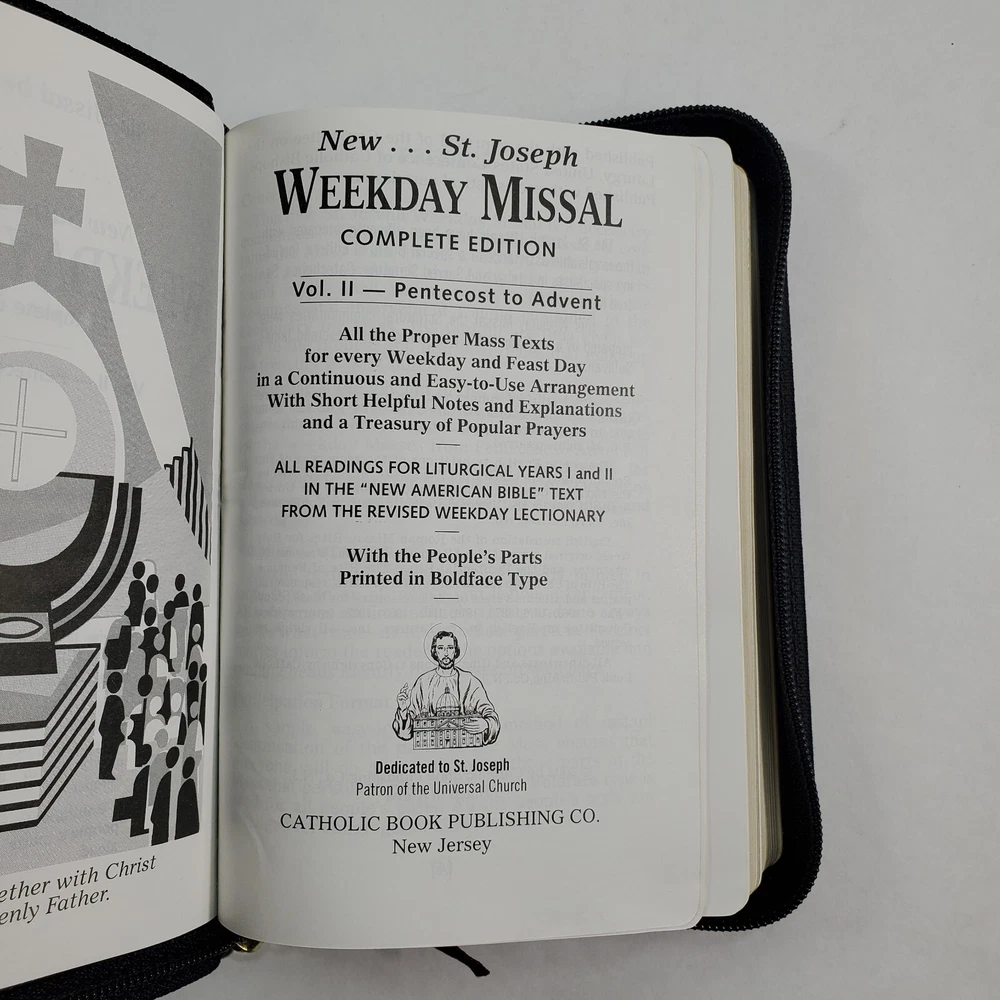 ether with Christ
enly Father.
New . . . St. Joseph
WEEKDAY MISSAL
COMPLETE EDITION
Vol. II — Pentecost to Advent
All the Proper Mass Texts
for every Weekday and Feast Day
in a Continuous and Easy-to-Use Arrangement
With Short Helpful Notes and Explanations
and a Treasury of Popular Prayers
ALL READINGS FOR LITURGICAL YEARS I and II
IN THE “NEW AMERICAN BIBLE” TEXT
FROM THE REVISED WEEKDAY LECTIONARY
With the People’s Parts
Printed in Boldface Type
Dedicated to St. Joseph
Patron of the Universal Church
CATHOLIC BOOK PUBLISHING CO.
New Jersey